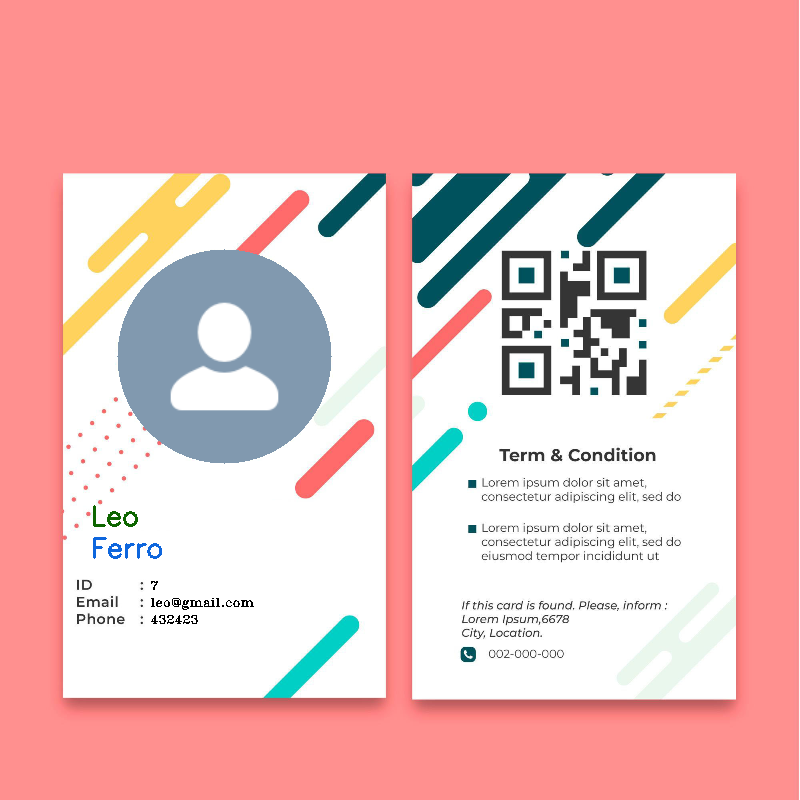 Leo
Ferro
ID : 7
Email : leo@gmail.com
Phone : 432423
Term & Condition
Lorem ipsum dolor sit amet,
consectetur adipiscing elit, sed do
Lorem ipsum dolor sit amet,
consectetur adipiscing elit, sed do
eiusmod tempor incididunt ut
If this card is found. Please, inform :
Lorem Ipsum,6678
City, Location.
002-000-000